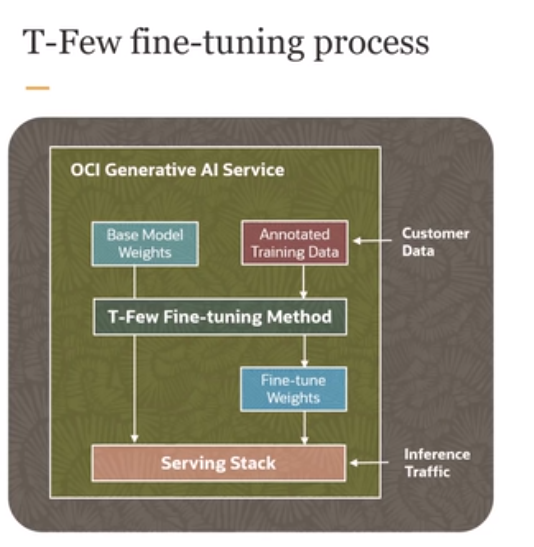 T-Few fine-tuning process
OCI Generative AI Service
Base Model
Weights
Annotated
Training Data
Customer
Data
T-Few Fine-tuning Method
Fine-tune
Weights
Serving Stack
Inference
Traffic